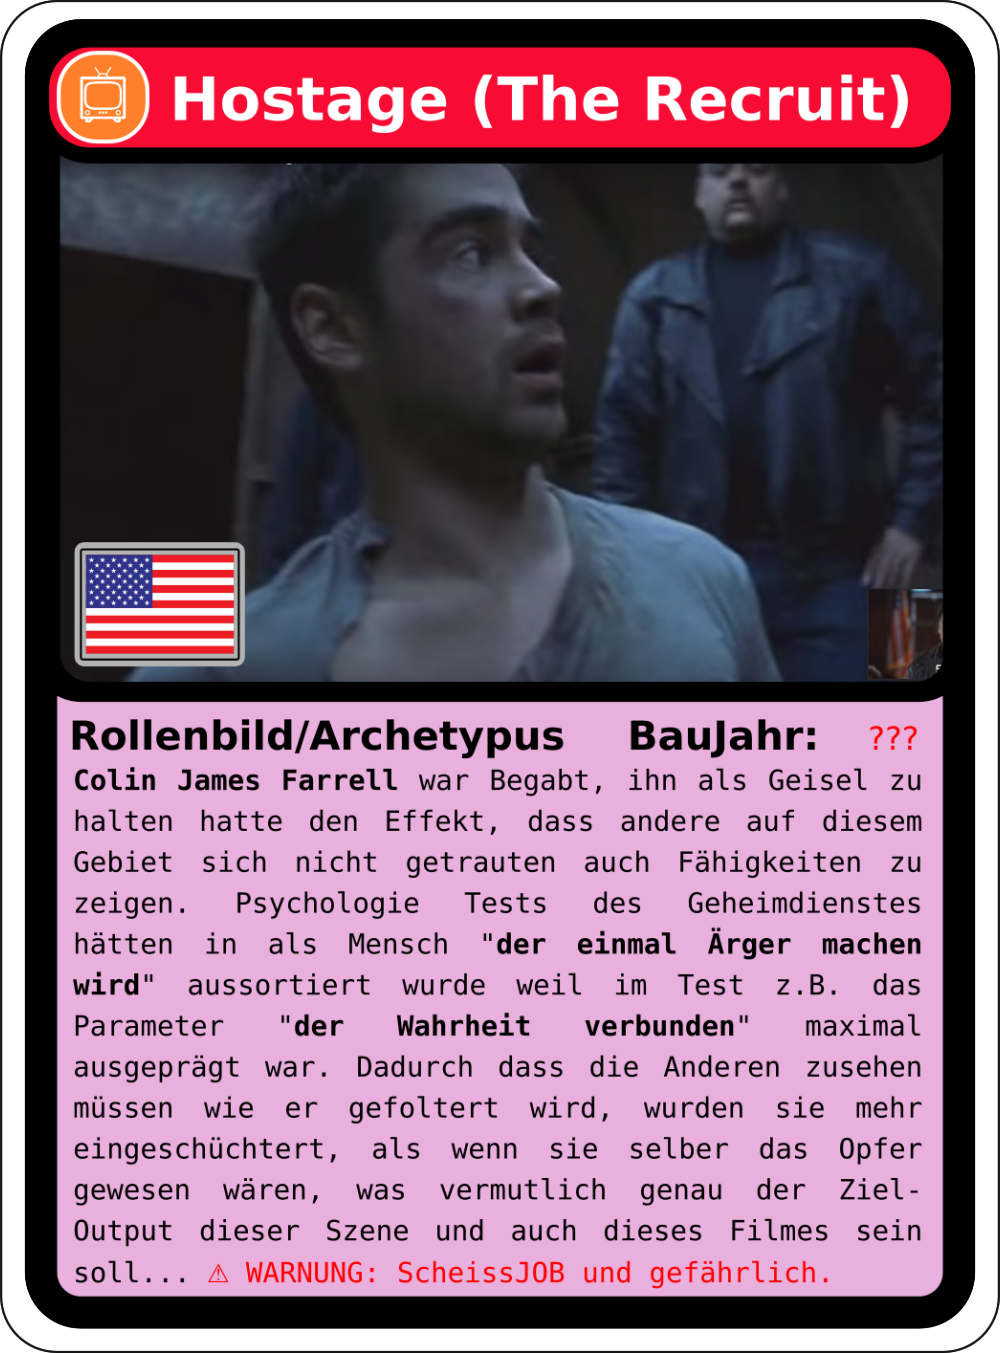 Hostage (The Recruit)
Rollenbild/Archetypus BauJahr: ???
Colin James Farrell war Begabt, ihn als Geisel zu
halten hatte den Effekt, dass andere auf diesem
Gebiet sich nicht getrauten auch Fähigkeiten zu
zeigen. Psychologie Tests des Geheimdienstes
hätten in als Mensch "der einmal Ärger machen
wird" aussortiert wurde weil im Test z.B. das
Parameter "der Wahrheit verbunden" maximal
ausgeprägt war. Dadurch dass die Anderen zusehen
müssen wie er gefoltert wird, wurden sie mehr
eingeschüchtert, als wenn sie selber das Opfer
gewesen wären, was vermutlich genau der Ziel-
Output dieser Szene und auch dieses Filmes sein
soll... ⚠ WARNUNG: ScheissJOB und gefährlich.